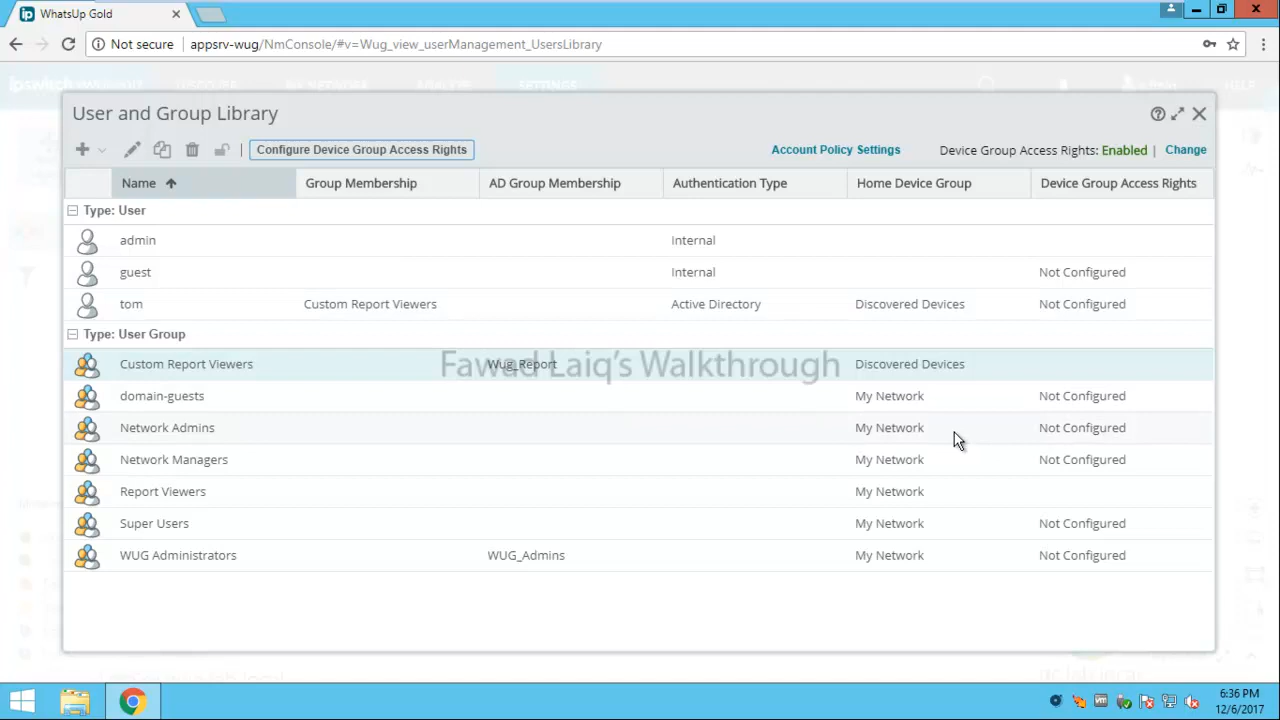 WhatsUp Gold
Not secure appsrv-wug/NmConsole/#v=Wug_view_userManagement_UsersLibrary
SETTINGS
User and Group Library
Configure Device Group Access Rights Account Policy Settings Device Group Access Rights: Enabled | Change
Name Group Membership AD Group Membership Authentication Type Home Device Group Device Group Access Rights
Type: User
admin Internal
guest Internal Not Configured
tom Custom Report Viewers Active Directory Discovered Devices Not Configured
Type: User Group
Custom Report Viewers Wug_Report Discovered Devices
Fawad Laiq's Walkthrough
domain-guests My Network Not Configured
Network Admins My Network Not Configured
Network Managers My Network Not Configured
Report Viewers My Network
Super Users My Network Not Configured
WUG Administrators WUG_Admins My Network Not Configured
6:36 PM
12/6/2017